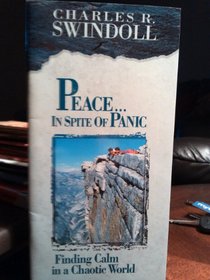 CHARLES R.
SWINDOLL
PEACE...
IN SPITE OF PANIC
Finding Calm
in a Chaotic World